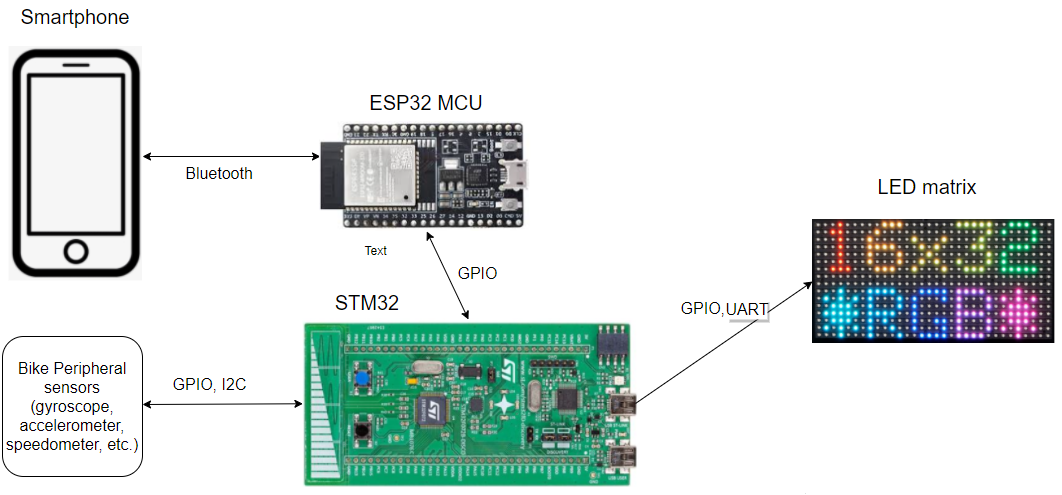 Smartphone
ESP32 MCU
Bluetooth
LED matrix
Text
GPIO
STM32
16x32
*RGB*
GPIO,UART
Bike Peripheral
sensors
(gyroscope,
accelerometer,
speedometer, etc.)
GPIO, I2C
ST